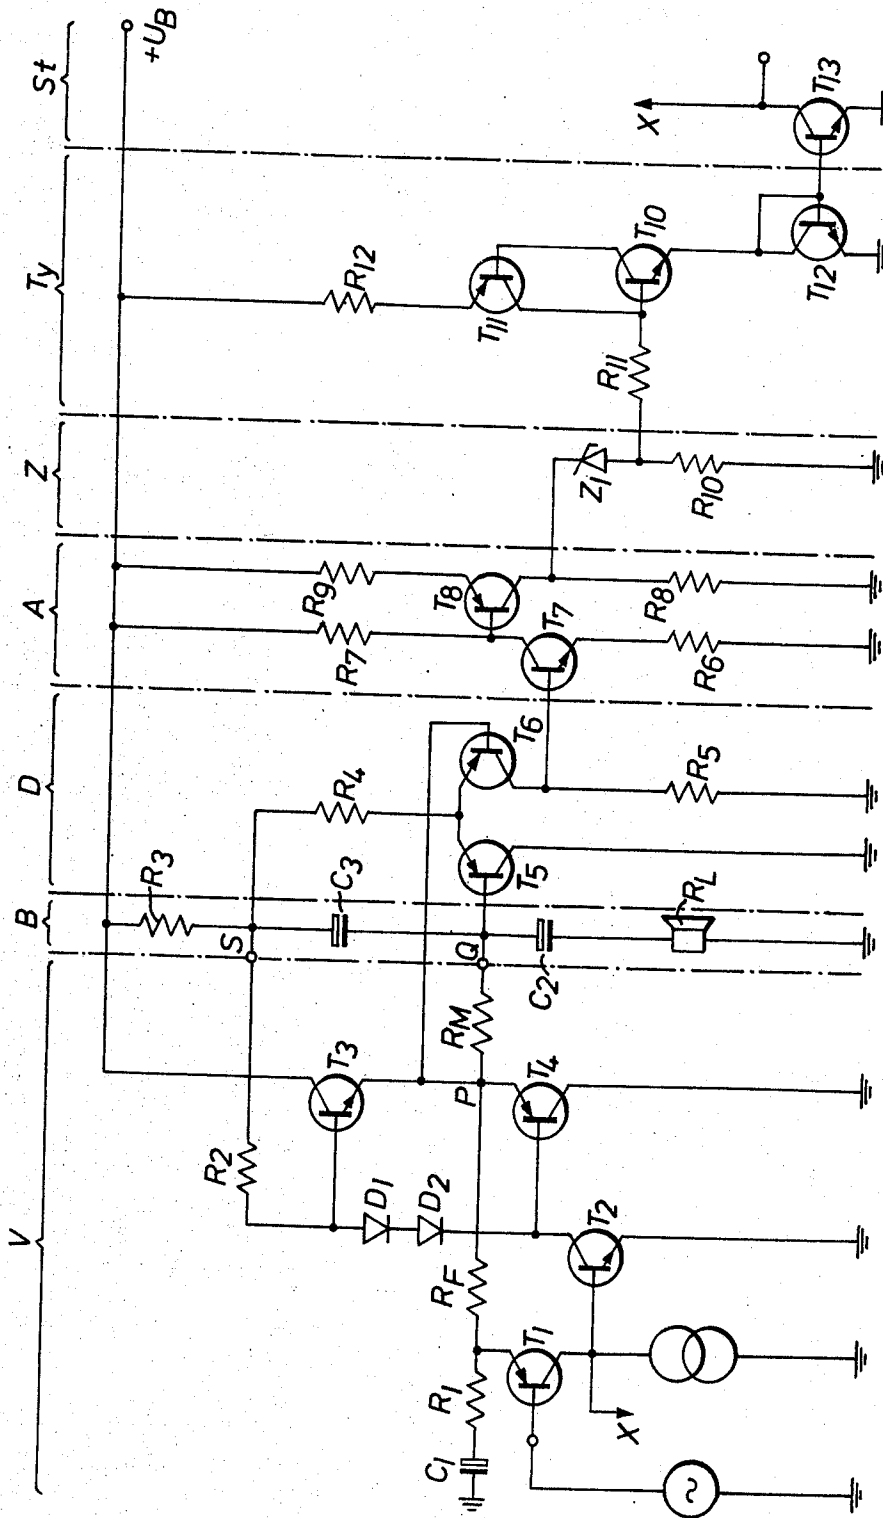 V
B
D
A
Z
Ty
St
+UB
R3
S
C3
R4
R7
R9
R12
R2
T3
D1
D2
RF
P
RM
Q
T5
T6
T8
T7
T11
T10
R11
Z1
X
T13
T12
C1
R1
T1
T2
T4
C2
RL
R5
R6
R8
R10
X
~